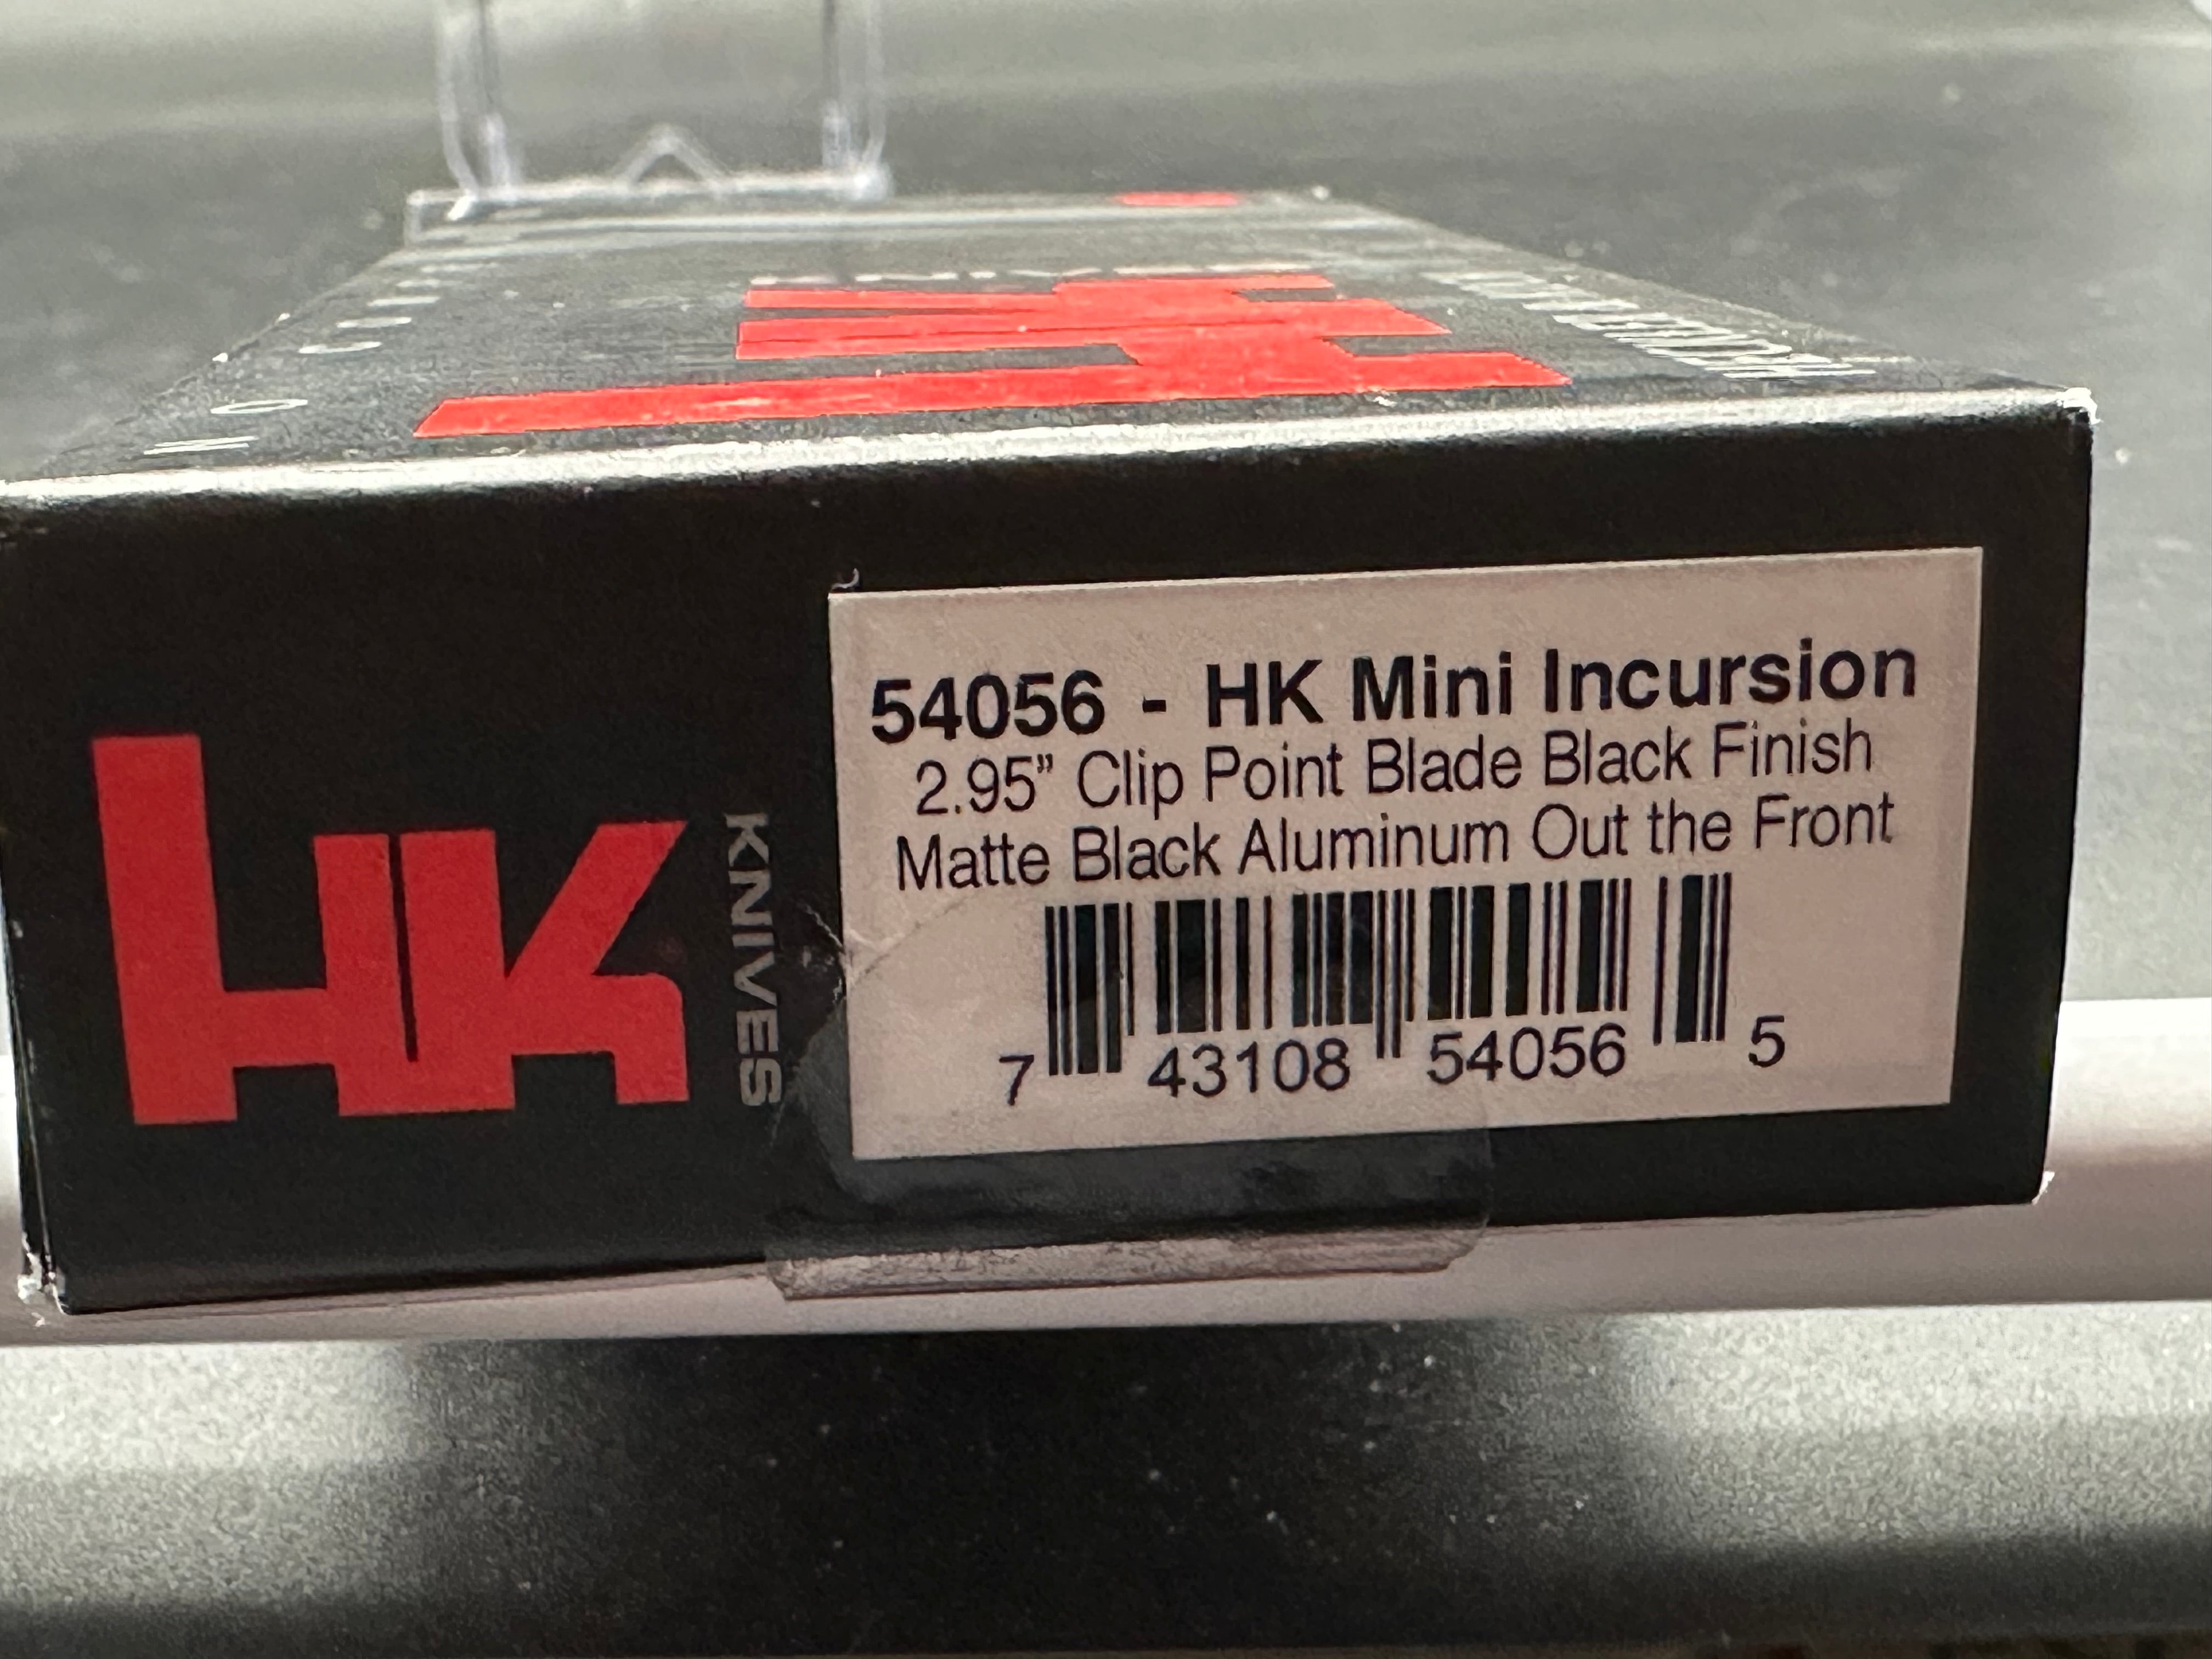 HK
KNIVES
54056 - HK Mini Incursion
2.95” Clip Point Blade Black Finish
Matte Black Aluminum Out the Front
7 43108 54056 5